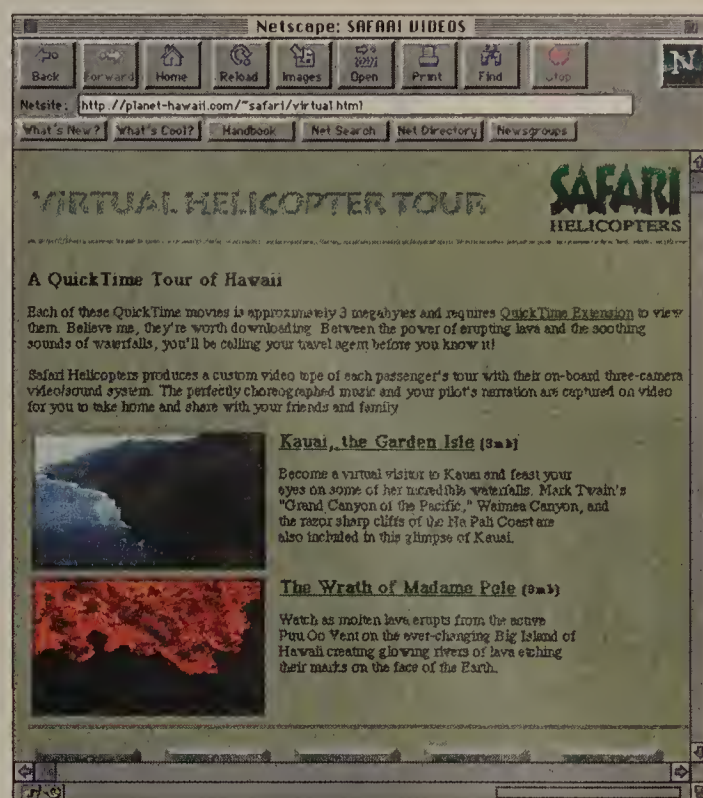 Netscape: SAFARI VIDEOS
Back Forward Home Reload Images Open Print Find Stop
N
Netsite: http://planet-hawaii.com/~safari/virtual.html
What's New? What's Cool? Handbook Net Search Net Directory Newsgroups
VIRTUAL HELICOPTER TOUR
SAFARI
HELICOPTERS
A QuickTime Tour of Hawaii
Each of these QuickTime movies is approximately 3 megabytes and requires QuickTime Extension to view
them. Believe me, they're worth downloading. Between the power of erupting lava and the soothing
sounds of waterfalls, you'll be calling your travel agent before you know it!
Safari Helicopters produces a custom video tape of each passenger's tour with their on-board three-camera
video/sound system. The perfectly choreographed music and your pilot's narration are captured on video
for you to take home and share with your friends and family
Kauai, the Garden Isle (3mb)
Become a virtual visitor to Kauai and feast your
eyes on some of her incredible waterfalls. Mark Twain's
"Grand Canyon of the Pacific," Waimea Canyon, and
the razor sharp cliffs of the Na Pali Coast are
also included in this glimpse of Kauai.
The Wrath of Madame Pele (3mb)
Watch as molten lava erupts from the active
Puu Oo Vent on the ever-changing Big Island of
Hawaii creating glowing rivers of lava etching
their marks on the face of the Earth.